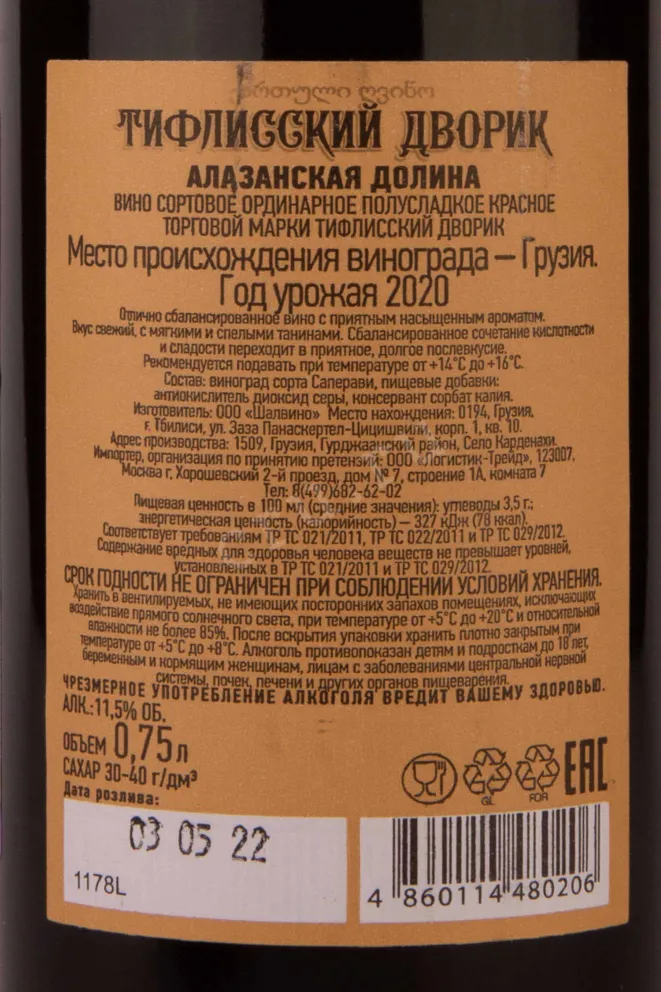 ქართული ღვინო
ТИФЛИССКИЙ ДВОРИК
АЛАЗАНСКАЯ ДОЛИНА
ВИНО СОРТОВОЕ ОРДИНАРНОЕ ПОЛУСЛАДКОЕ КРАСНОЕ
ТОРГОВОЙ МАРКИ ТИФЛИССКИЙ ДВОРИК
Место происхождения винограда – Грузия.
Год урожая 2020
Отлично сбалансированное вино с приятным насыщенным ароматом.
Вкус свежий, с мягкими и спелыми танинами. Сбалансированное сочетание кислотности
и сладости переходит в приятное, долгое послевкусие.
Рекомендуется подавать при температуре от +14°С до +16°С.
Состав: виноград сорта Саперави, пищевые добавки:
антиокислитель диоксид серы, консервант сорбат калия.
Изготовитель: ООО «Шалвино» Место нахождения: 0194, Грузия,
г. Тбилиси, ул. Заза Панаскертел-Цицишвили, корп. 1, кв. 10.
Адрес производства: 1509, Грузия, Гурджаанский район, Село Карденахи.
Импортер, организация по принятию претензий: ООО «Логистик-Трейд», 123007,
Москва г, Хорошевский 2-й проезд, дом № 7, строение 1А, комната 7
Тел: 8(499)682-62-02
Пищевая ценность в 100 мл (средние значения): углеводы 3,5 г;
энергетическая ценность (калорийность) – 327 кДж (78 ккал).
Соответствует требованиям ТР ТС 021/2011, ТР ТС 022/2011 и ТР ТС 029/2012.
Содержание вредных для здоровья человека веществ не превышает уровней,
установленных в ТР ТС 021/2011 и ТР ТС 029/2012
СРОК ГОДНОСТИ НЕ ОГРАНИЧЕН ПРИ СОБЛЮДЕНИИ УСЛОВИЙ ХРАНЕНИЯ.
Хранить в вентилируемых, не имеющих посторонних запахов помещениях, исключающих
воздействие прямого солнечного света, при температуре от +5°С до +20°С и относительной
влажности не более 85%. После вскрытия упаковки хранить плотно закрытым при
температуре от +5°С до +8°С. Алкоголь противопоказан детям и подросткам до 18 лет,
беременным и кормящим женщинам, лицам с заболеваниями центральной нервной
системы, почек, печени и других органов пищеварения.
ЧРЕЗМЕРНОЕ УПОТРЕБЛЕНИЕ АЛКОГОЛЯ ВРЕДИТ ВАШЕМУ ЗДОРОВЬЮ.
АЛК.:11,5% ОБ.
ОБЪЕМ 0,75л
САХАР 30-40 г/дм³
Дата розлива:
GL FOR EAC
03 05 22
1178L
4 860114 480206